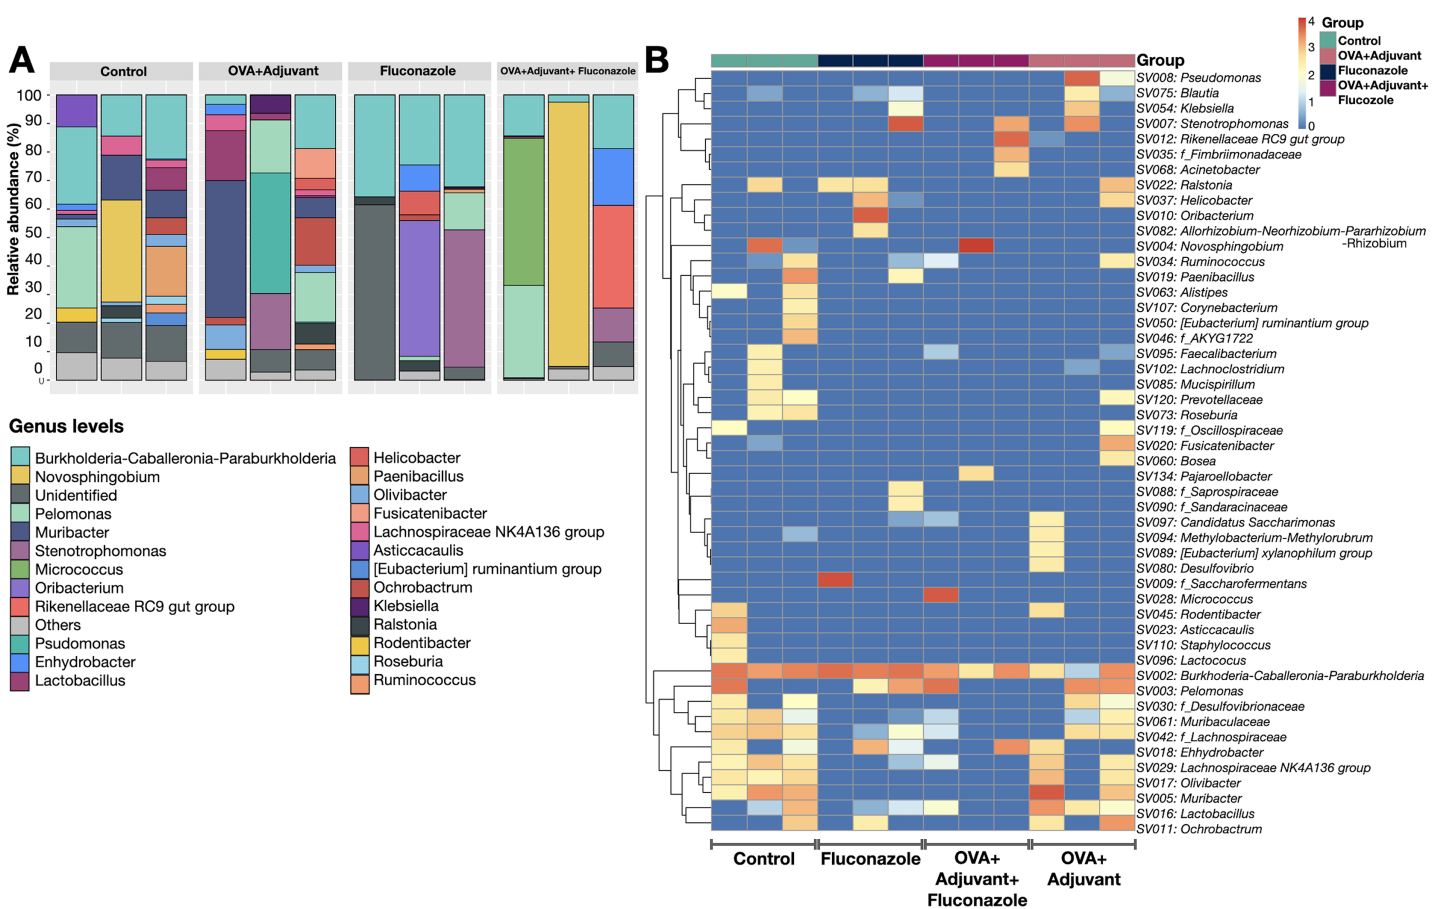 A
Control
OVA+Adjuvant
Fluconazole
OVA+Adjuvant+ Fluconazole
Relative abundance (%)
100
90
80
70
60
50
40
30
20
10
0
Genus levels
Burkholderia-Caballeronia-Paraburkholderia
Novosphingobium
Unidentified
Pelomonas
Muribacter
Stenotrophomonas
Micrococcus
Oribacterium
Rikenellaceae RC9 gut group
Others
Psudomonas
Enhydrobacter
Lactobacillus
Helicobacter
Paenibacillus
Olivibacter
Fusicatenibacter
Lachnospiraceae NK4A136 group
Asticcacaulis
[Eubacterium] ruminantium group
Ochrobactrum
Klebsiella
Ralstonia
Rodentibacter
Roseburia
Ruminococcus
B
4
3
2
1
0
Group
Control
OVA+Adjuvant
Fluconazole
OVA+Adjuvant+
Flucozole
Group
SV008: Pseudomonas
SV075: Blautia
SV054: Klebsiella
SV007: Stenotrophomonas
SV012: Rikenellaceae RC9 gut group
SV035: f_Fimbriimonadaceae
SV068: Acinetobacter
SV022: Ralstonia
SV037: Helicobacter
SV010: Oribacterium
SV082: Allorhizobium-Neorhizobium-Pararhizobium
-Rhizobium
SV004: Novosphingobium
SV034: Ruminococcus
SV019: Paenibacillus
SV063: Alistipes
SV107: Corynebacterium
SV050: [Eubacterium] ruminantium group
SV046: f_AKYG1722
SV095: Faecalibacterium
SV102: Lachnoclostridium
SV085: Mucispirillum
SV120: Prevotellaceae
SV073: Roseburia
SV119: f_Oscillospiraceae
SV020: Fusicatenibacter
SV060: Bosea
SV134: Pajaroellobacter
SV088: f_Saprospiraceae
SV090: f_Sandaracinaceae
SV097: Candidatus Saccharimonas
SV094: Methylobacterium-Methylorubrum
SV089: [Eubacterium] xylanophilum group
SV080: Desulfovibrio
SV009: f_Saccharofermentans
SV028: Micrococcus
SV045: Rodentibacter
SV023: Asticcacaulis
SV110: Staphylococcus
SV096: Lactococus
SV002: Burkhoderia-Caballeronia-Paraburkholderia
SV003: Pelomonas
SV030: f_Desulfovibrionaceae
SV061: Muribaculaceae
SV042: f_Lachnospiraceae
SV018: Ehhydrobacter
SV029: Lachnospiraceae NK4A136 group
SV017: Olivibacter
SV005: Muribacter
SV016: Lactobacillus
SV011: Ochrobactrum
Control
Fluconazole
OVA+
Adjuvant+
Fluconazole
OVA+
Adjuvant